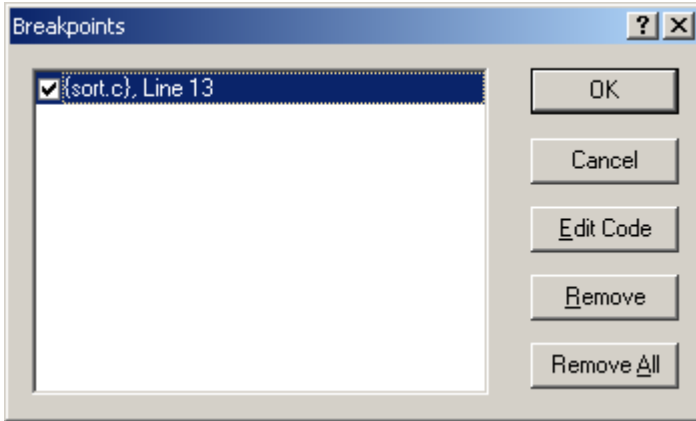 Breakpoints
{sort.c}, Line 13
OK
Cancel
Edit Code
Remove
Remove All